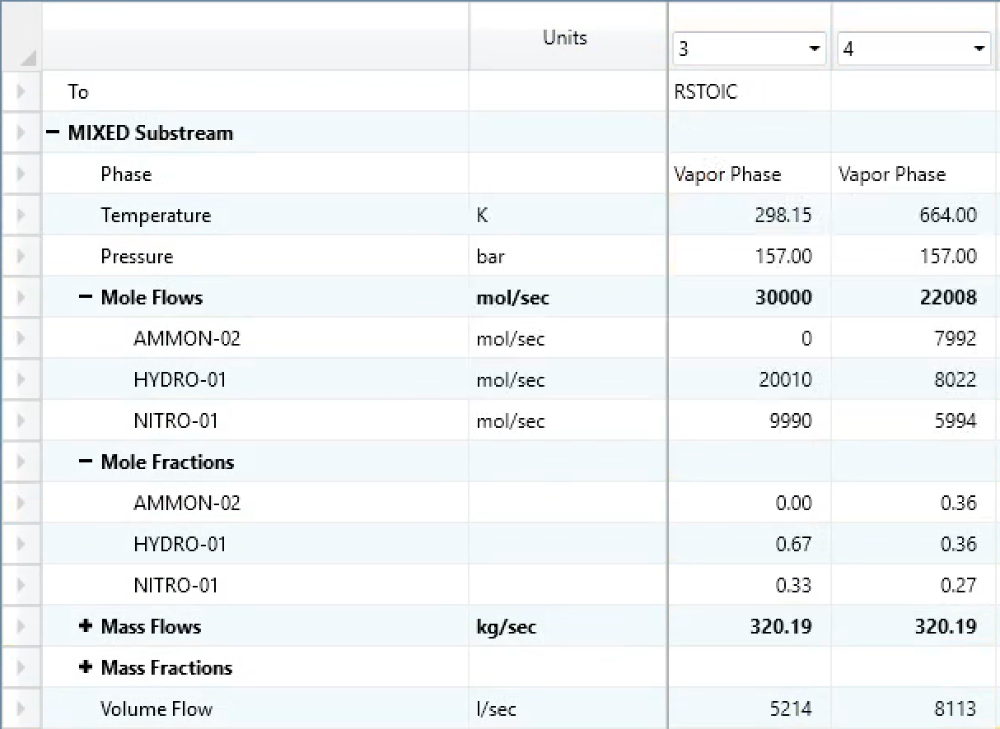 Units 3 4
To RSTOIC
− MIXED Substream
Phase Vapor Phase Vapor Phase
Temperature K 298.15 664.00
Pressure bar 157.00 157.00
− Mole Flows mol/sec 30000 22008
AMMON-02 mol/sec 0 7992
HYDRO-01 mol/sec 20010 8022
NITRO-01 mol/sec 9990 5994
− Mole Fractions
AMMON-02 0.00 0.36
HYDRO-01 0.67 0.36
NITRO-01 0.33 0.27
+ Mass Flows kg/sec 320.19 320.19
+ Mass Fractions
Volume Flow l/sec 5214 8113